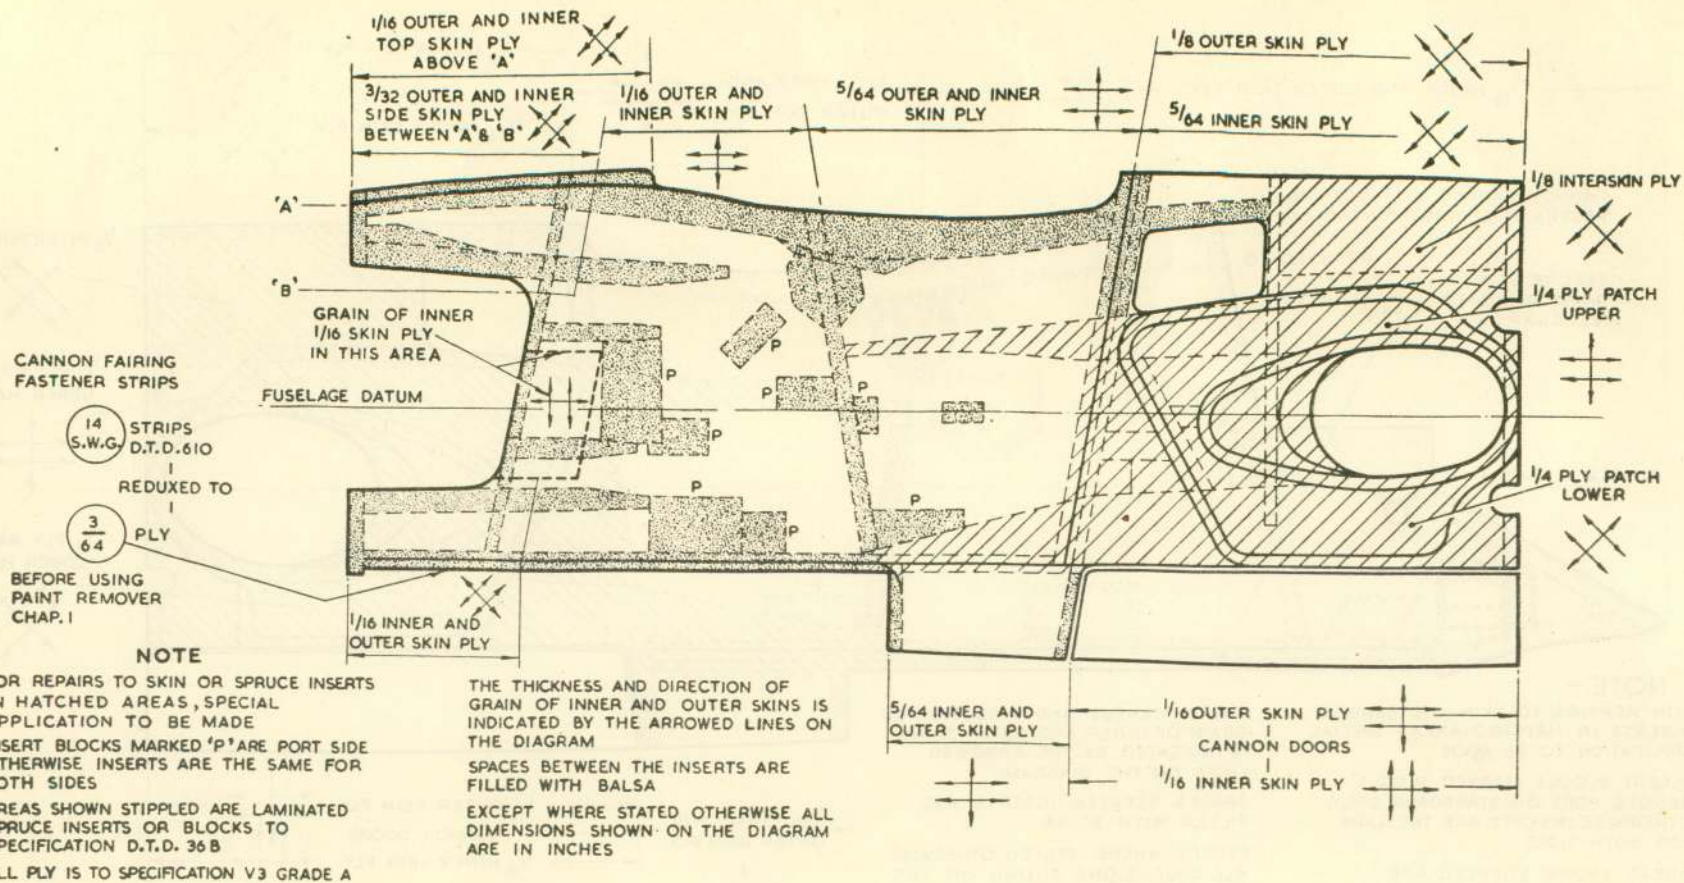 1/16 OUTER AND INNER
TOP SKIN PLY
ABOVE 'A'
3/32 OUTER AND INNER
SIDE SKIN PLY
BETWEEN 'A' & 'B'
1/16 OUTER AND
INNER SKIN PLY
5/64 OUTER AND INNER
SKIN PLY
1/8 OUTER SKIN PLY
5/64 INNER SKIN PLY
1/8 INTERSKIN PLY
'A'
'B'
1/4 PLY PATCH
UPPER
GRAIN OF INNER
1/16 SKIN PLY
IN THIS AREA
CANNON FAIRING
FASTENER STRIPS
FUSELAGE DATUM
14
S.W.G.
STRIPS
D.T.D.610
REDUXED TO
3
64
PLY
BEFORE USING
PAINT REMOVER
CHAP. I
P
P
P
P
P
P
P
P
1/4 PLY PATCH
LOWER
1/16 INNER AND
OUTER SKIN PLY
5/64 INNER AND
OUTER SKIN PLY
1/16 OUTER SKIN PLY
CANNON DOORS
1/16 INNER SKIN PLY
NOTE
OR REPAIRS TO SKIN OR SPRUCE INSERTS
N HATCHED AREAS, SPECIAL
PPLICATION TO BE MADE
NSERT BLOCKS MARKED 'P' ARE PORT SIDE
THERWISE INSERTS ARE THE SAME FOR
OTH SIDES
REAS SHOWN STIPPLED ARE LAMINATED
PRUCE INSERTS OR BLOCKS TO
PECIFICATION D.T.D. 36 B
LL PLY IS TO SPECIFICATION V3 GRADE A
THE THICKNESS AND DIRECTION OF
GRAIN OF INNER AND OUTER SKINS IS
INDICATED BY THE ARROWED LINES ON
THE DIAGRAM
SPACES BETWEEN THE INSERTS ARE
FILLED WITH BALSA
EXCEPT WHERE STATED OTHERWISE ALL
DIMENSIONS SHOWN ON THE DIAGRAM
ARE IN INCHES